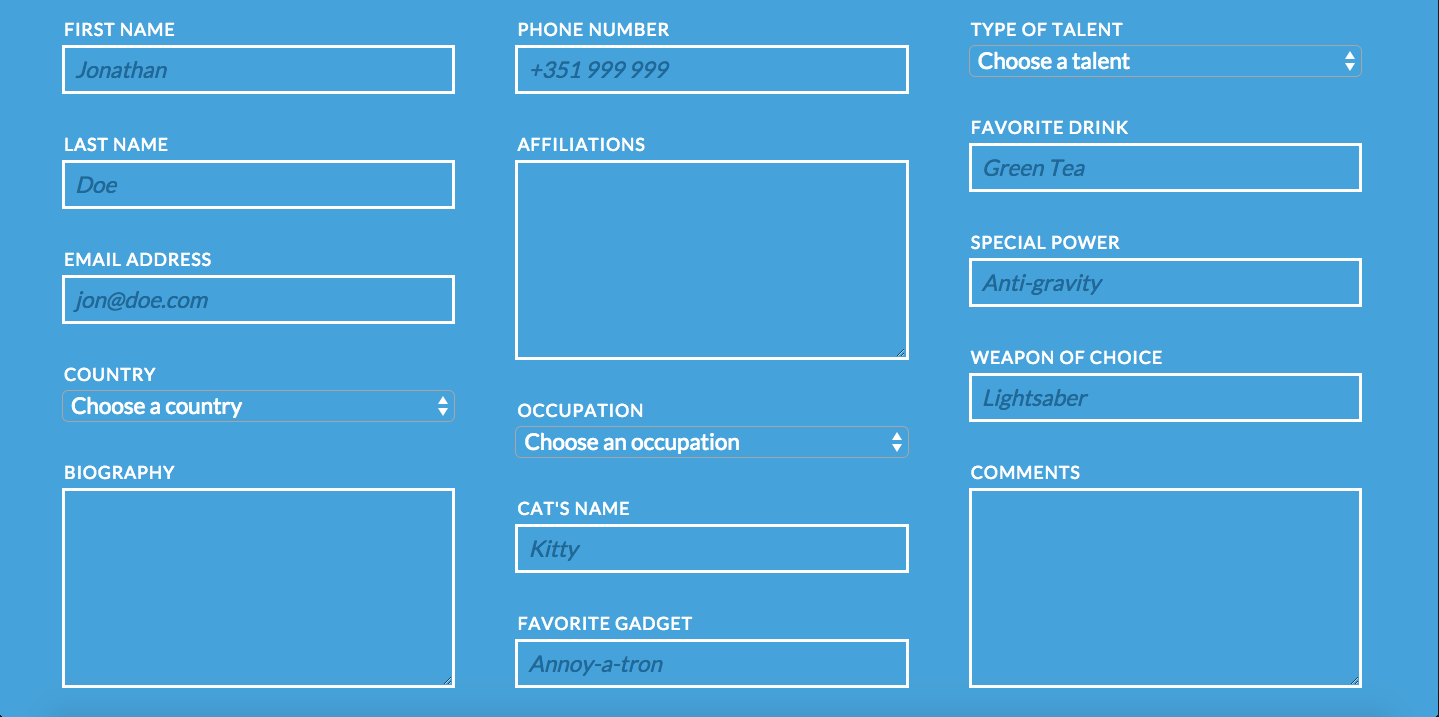 FIRST NAME
Jonathan
LAST NAME
Doe
EMAIL ADDRESS
jon@doe.com
COUNTRY
Choose a country
BIOGRAPHY
PHONE NUMBER
+351 999 999
AFFILIATIONS
OCCUPATION
Choose an occupation
CAT'S NAME
Kitty
FAVORITE GADGET
Annoy-a-tron
TYPE OF TALENT
Choose a talent
FAVORITE DRINK
Green Tea
SPECIAL POWER
Anti-gravity
WEAPON OF CHOICE
Lightsaber
COMMENTS